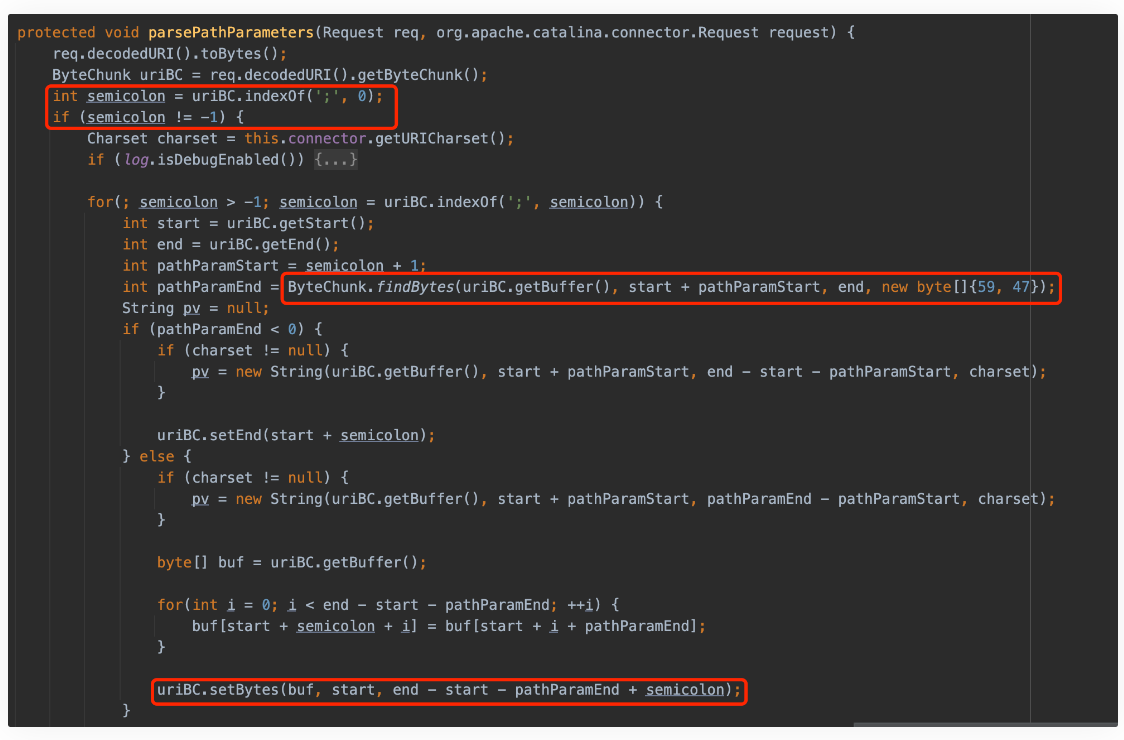 protected void parsePathParameters(Request req, org.apache.catalina.connector.Request request) {
req.decodedURI().toBytes();
ByteChunk uriBC = req.decodedURI().getByteChunk();
int semicolon = uriBC.indexOf(';', 0);
if (semicolon != -1) {
Charset charset = this.connector.getURICharset();
if (log.isDebugEnabled()) {...}
for(; semicolon > -1; semicolon = uriBC.indexOf(';', semicolon)) {
int start = uriBC.getStart();
int end = uriBC.getEnd();
int pathParamStart = semicolon + 1;
int pathParamEnd = ByteChunk.findBytes(uriBC.getBuffer(), start + pathParamStart, end, new byte[]{59, 47});
String pv = null;
if (pathParamEnd < 0) {
if (charset != null) {
pv = new String(uriBC.getBuffer(), start + pathParamStart, end - start - pathParamStart, charset);
}
uriBC.setEnd(start + semicolon);
} else {
if (charset != null) {
pv = new String(uriBC.getBuffer(), start + pathParamStart, pathParamEnd - pathParamStart, charset);
}
byte[] buf = uriBC.getBuffer();
for(int i = 0; i < end - start - pathParamEnd; ++i) {
buf[start + semicolon + i] = buf[start + i + pathParamEnd];
}
uriBC.setBytes(buf, start, end - start - pathParamEnd + semicolon);
}